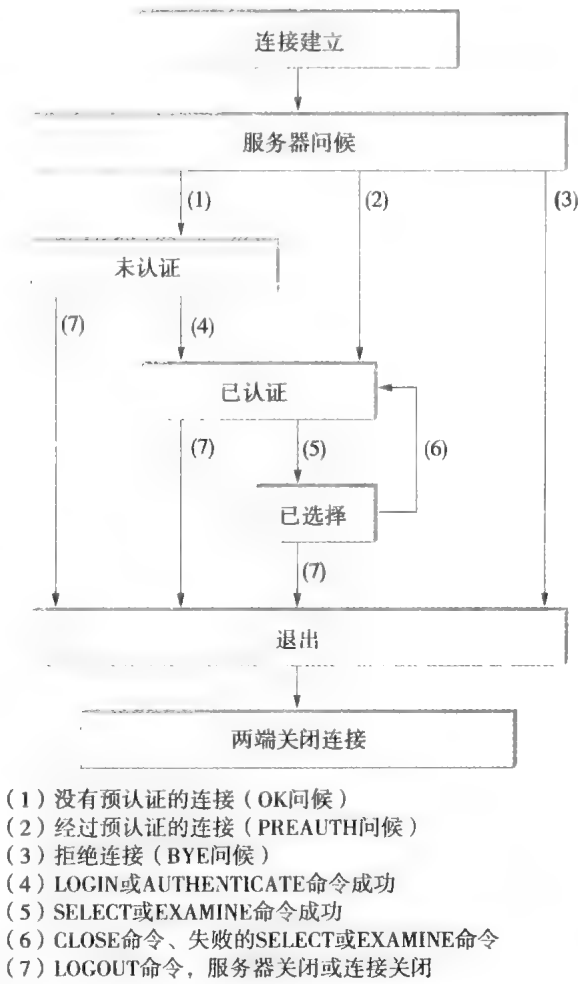 连接建立
服务器问候
(1)
(2)
(3)
未认证
(7)
(4)
已认证
(7)
(5)
(6)
已选择
(7)
退出
两端关闭连接
（1）没有预认证的连接（OK问候）
（2）经过预认证的连接（PREAUTH问候）
（3）拒绝连接（BYE问候）
（4）LOGIN或AUTHENTICATE命令成功
（5）SELECT或EXAMINE命令成功
（6）CLOSE命令、失败的SELECT或EXAMINE命令
（7）LOGOUT命令，服务器关闭或连接关闭